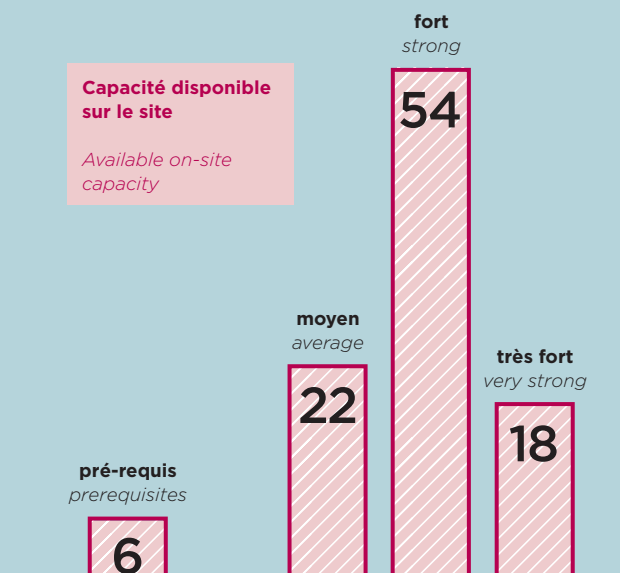 fort
strong
54
Capacité disponible
sur le site
Available on-site
capacity
moyen
average
22
très fort
very strong
18
pré-requis
prerequisites
6